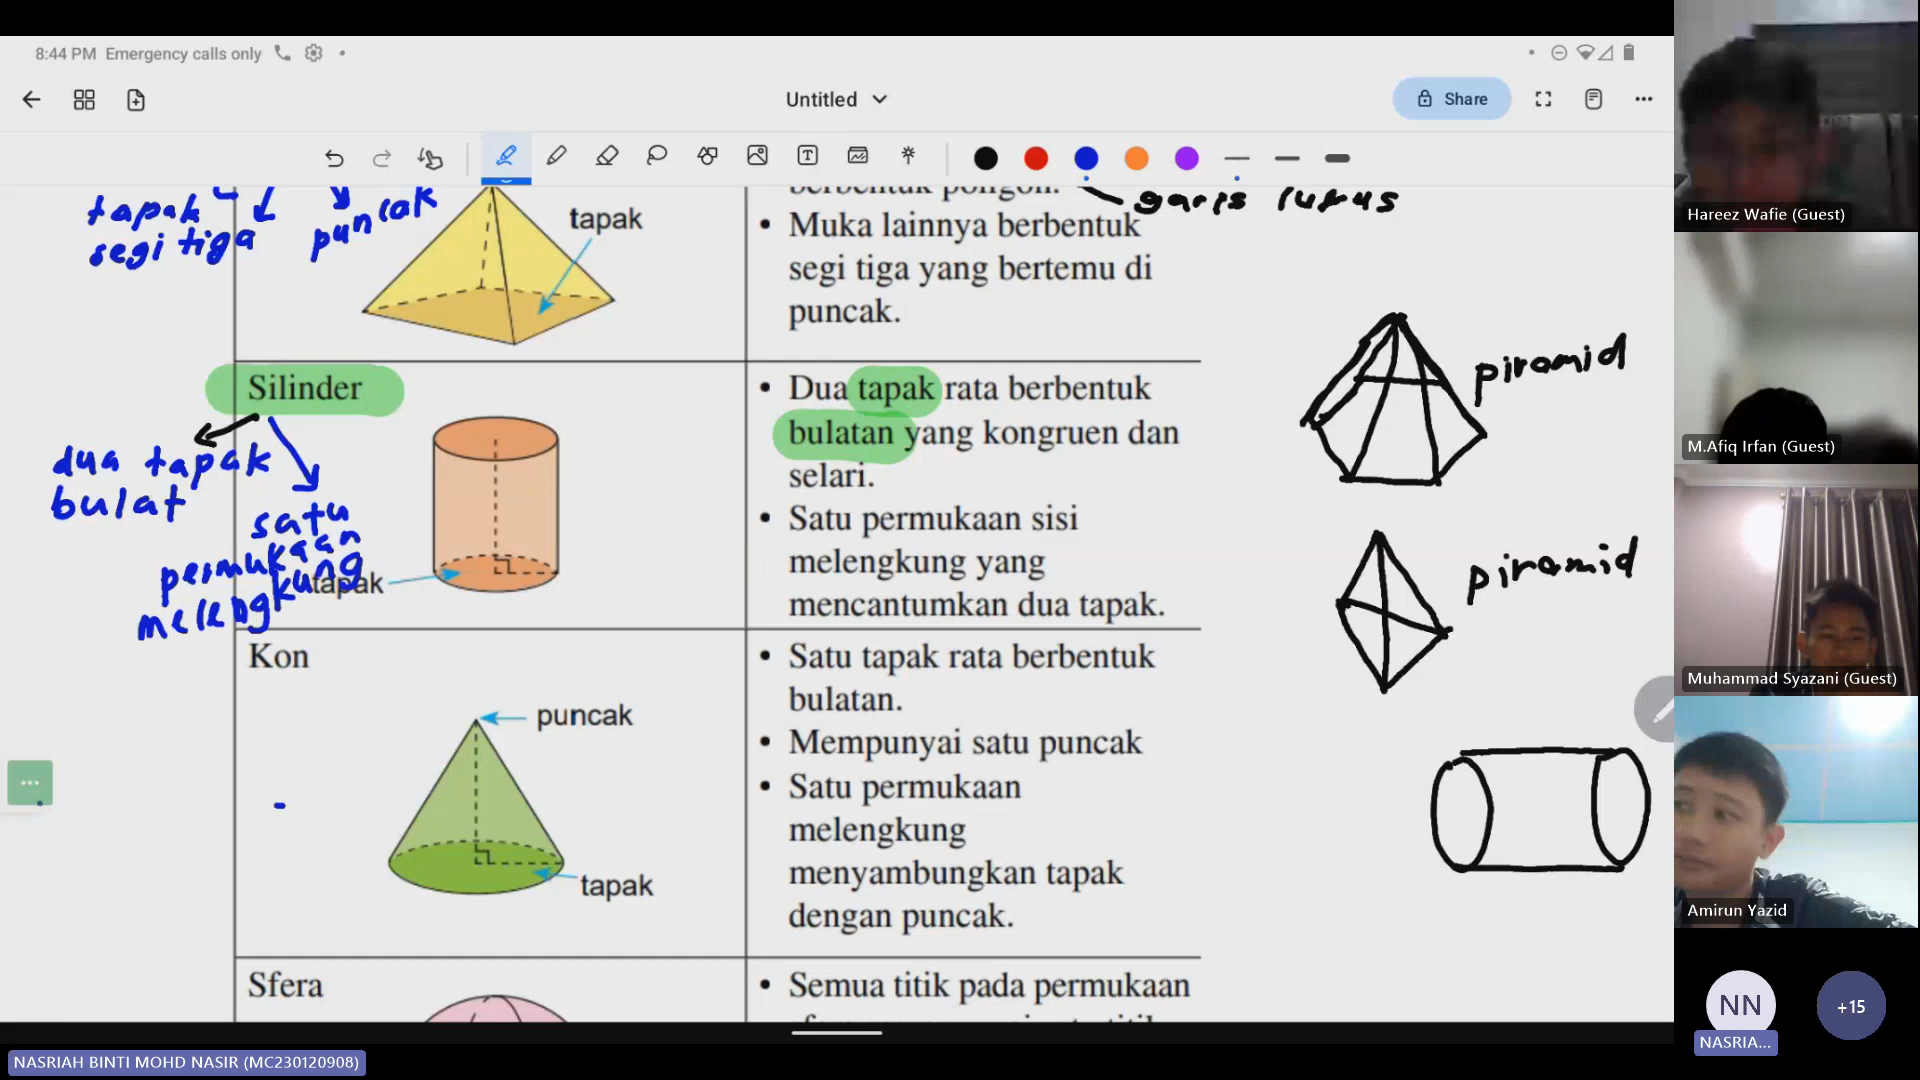 8:44 PM Emergency calls only
Untitled
Share
tapak
segi tiga
puncak
tapak
berbentuk poligon.
garis lurus
• Muka lainnya berbentuk
segi tiga yang bertemu di
puncak.
piramid
Silinder
dua tapak
bulat
satu
permukaan
melengkung
tapak
• Dua tapak rata berbentuk
bulatan yang kongruen dan
selari.
• Satu permukaan sisi
melengkung yang
mencantumkan dua tapak.
piramid
Kon
puncak
tapak
• Satu tapak rata berbentuk
bulatan.
• Mempunyai satu puncak
• Satu permukaan
melengkung
menyambungkan tapak
dengan puncak.
Sfera
• Semua titik pada permukaan
Hareez Wafie (Guest)
M.Afiq Irfan (Guest)
Muhammad Syazani (Guest)
Amirun Yazid
NN
NASRIA...
+15
NASRIAH BINTI MOHD NASIR (MC230120908)